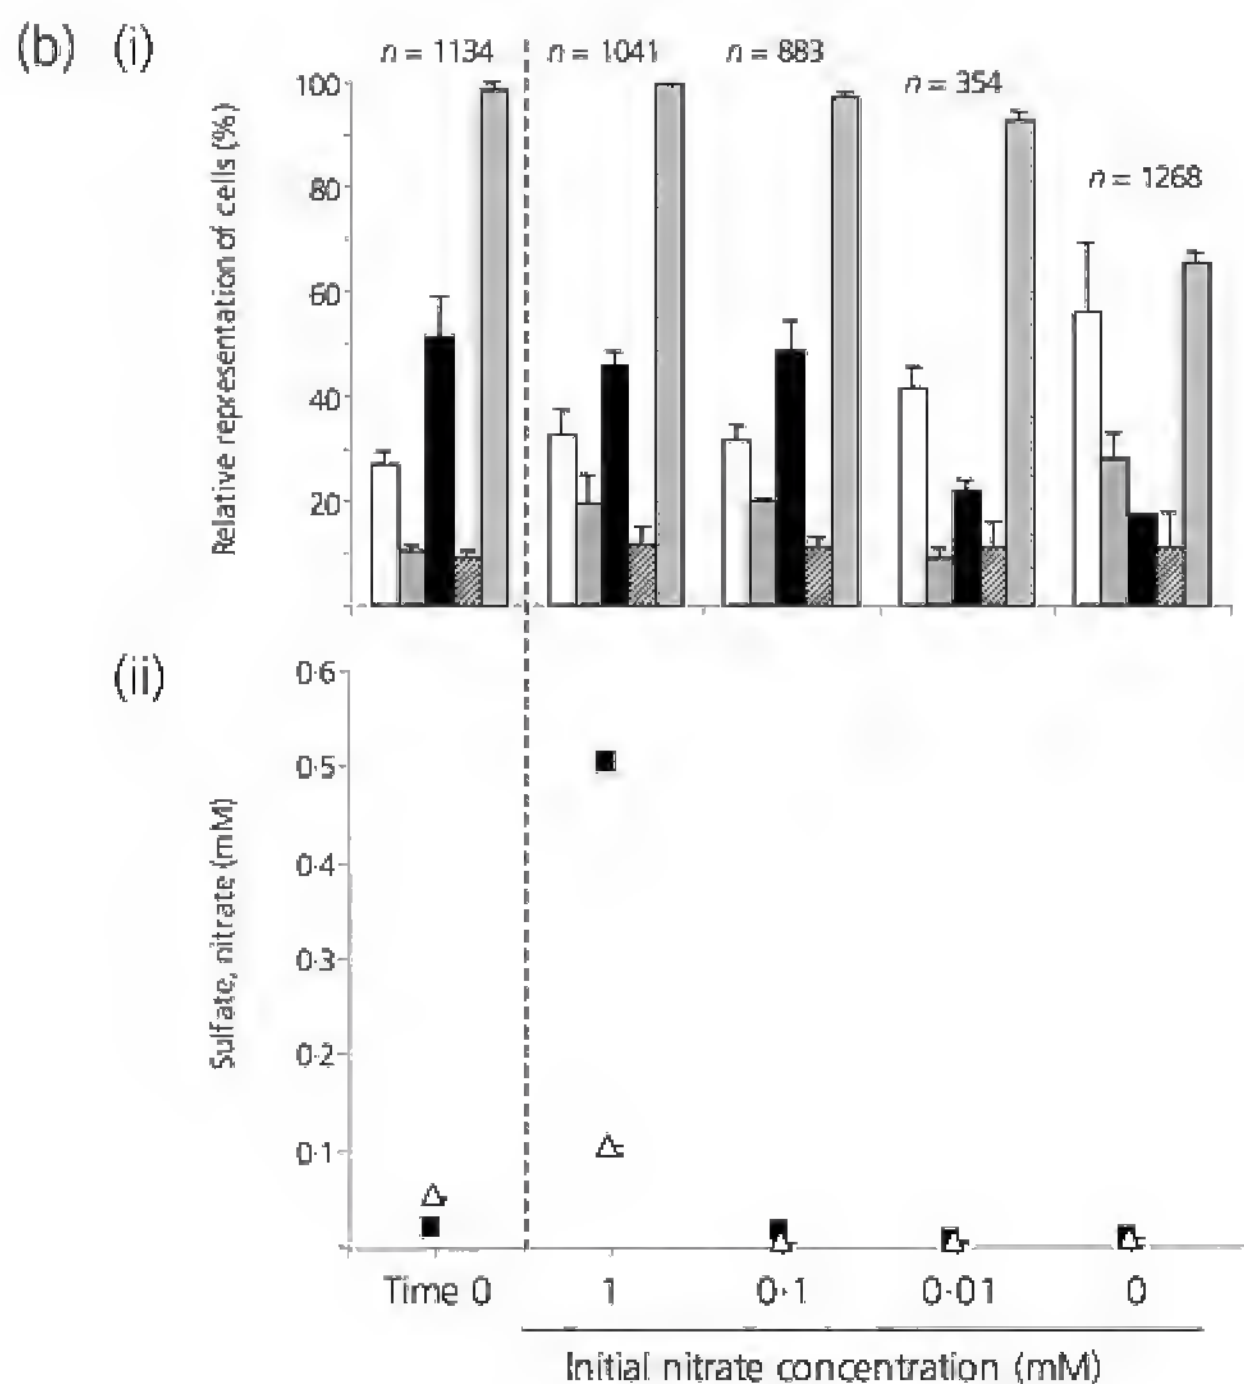 (b) (i)
n = 1134
n = 1041
n = 883
n = 354
n = 1268
Relative representation of cells (%)
100
80
60
40
20
(ii)
Sulfate, nitrate (mM)
0·6
0·5
0·4
0·3
0·2
0·1
Time 0 1 0·1 0·01 0
Initial nitrate concentration (mM)